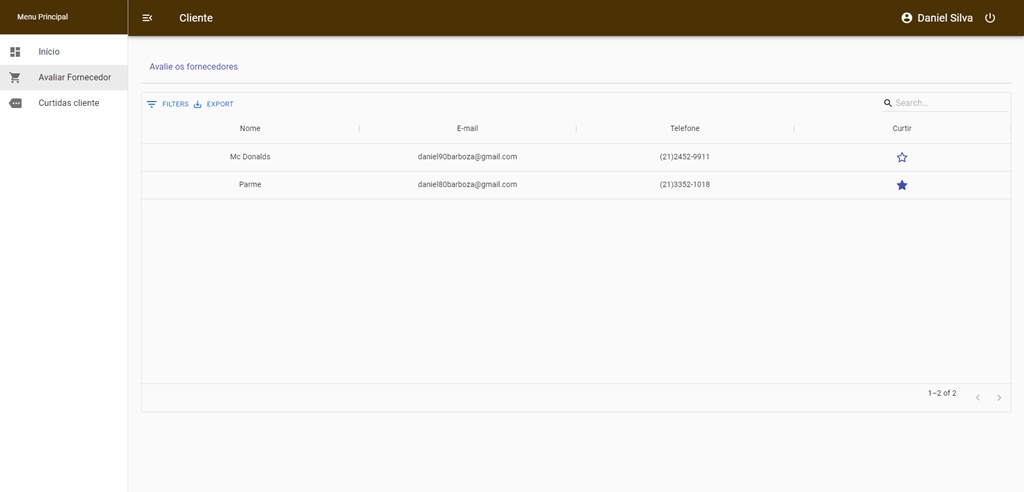 Menu Principal
Cliente
Daniel Silva
Início
Avaliar Fornecedor
Curtidas cliente
Avalie os fornecedores
FILTERS EXPORT
Search...
Nome E-mail Telefone Curtir
Mc Donalds daniel90barboza@gmail.com (21)2452-9911
Parme daniel80barboza@gmail.com (21)3352-1018
1–2 of 2